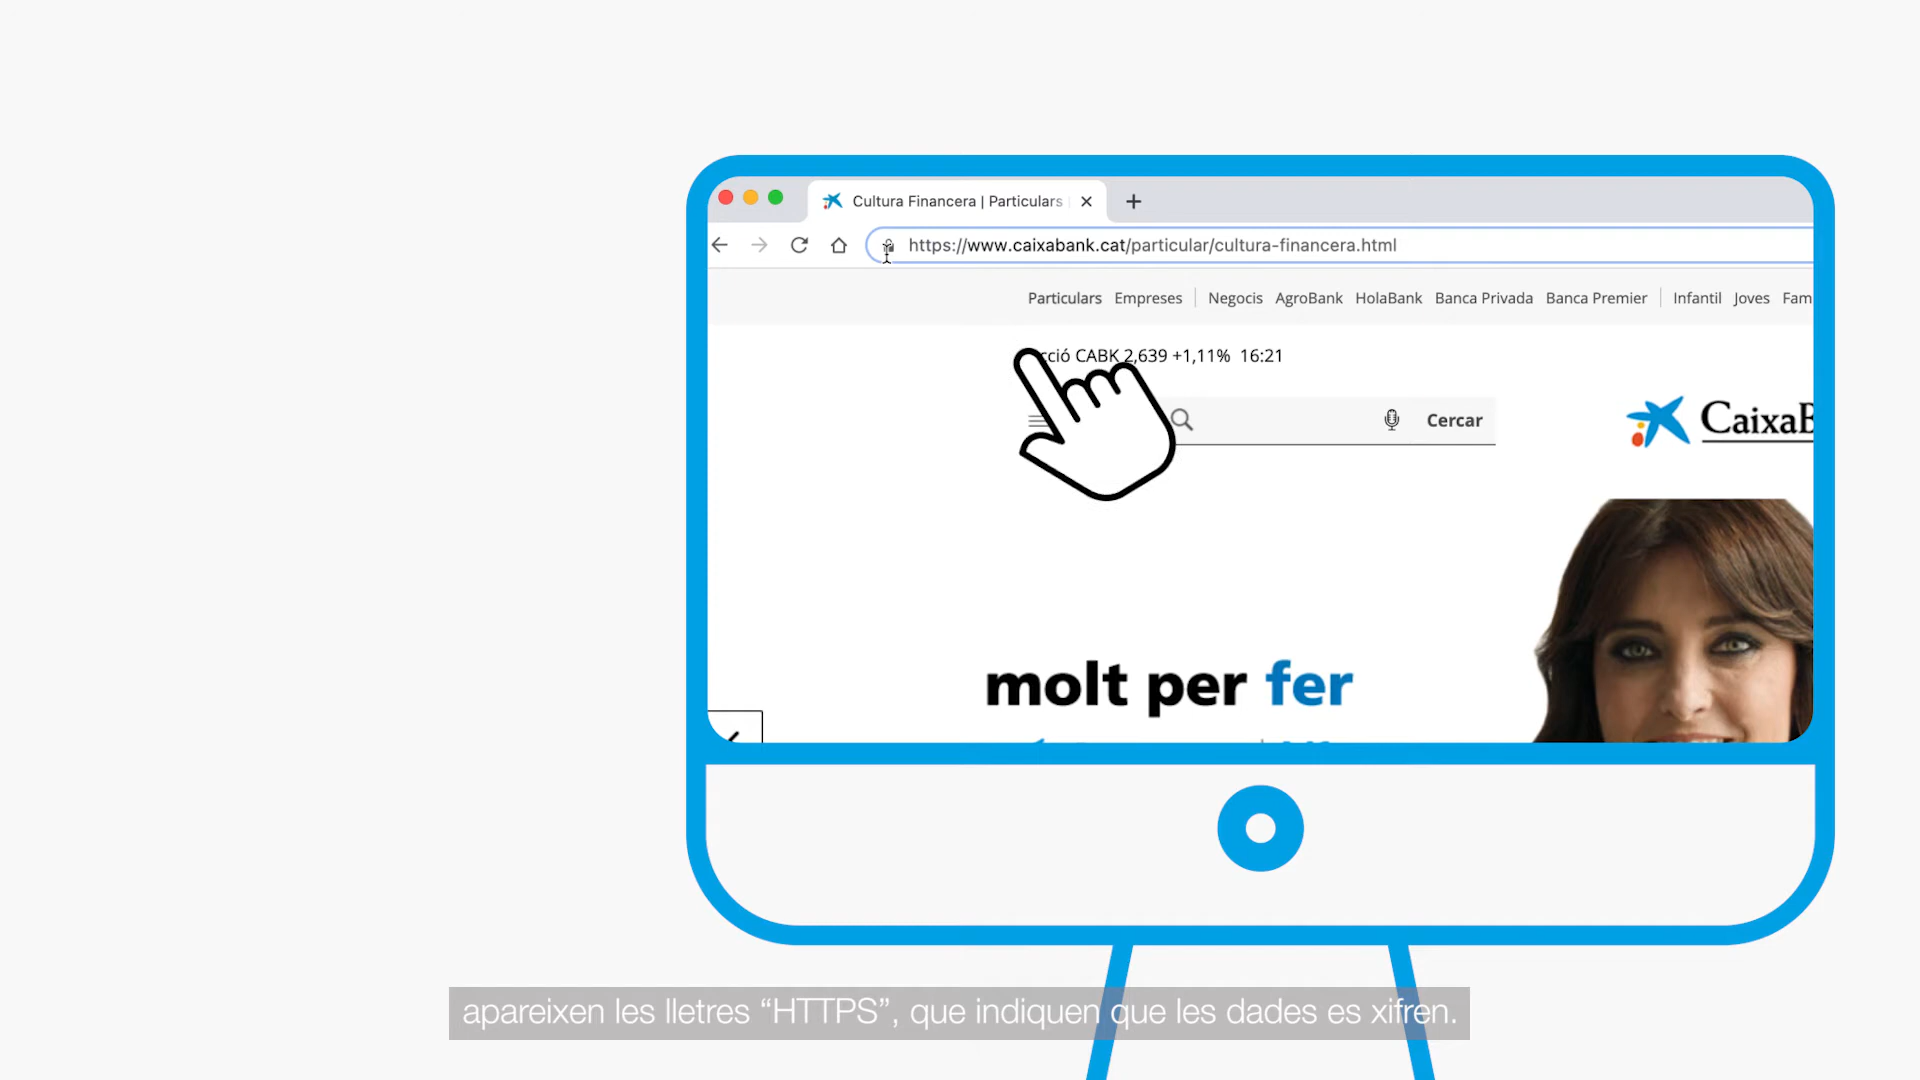 Cultura Financera | Particulars
https://www.caixabank.cat/particular/cultura-financera.html
Particulars Empreses Negocis AgroBank HolaBank Banca Privada Banca Premier Infantil Joves Fam
cció CABK 2,639 +1,11% 16:21
Cercar
CaixaB
molt per fer
apareixen les lletres “HTTPS”, que indiquen que les dades es xifren.